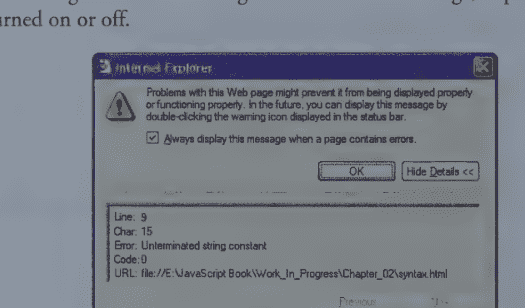 turned on or off.
Internet Explorer
Problems with this Web page might prevent it from being displayed properly
or functioning properly. In the future, you can display this message by
double-clicking the warning icon displayed in the status bar.
Always display this message when a page contains errors.
OK
Hide Details <<
Line: 9
Char: 15
Error: Unterminated string constant
Code: 0
URL: file://E:\JavaScript Book\Work_In_Progress\Chapter_02\syntax.html
Previous